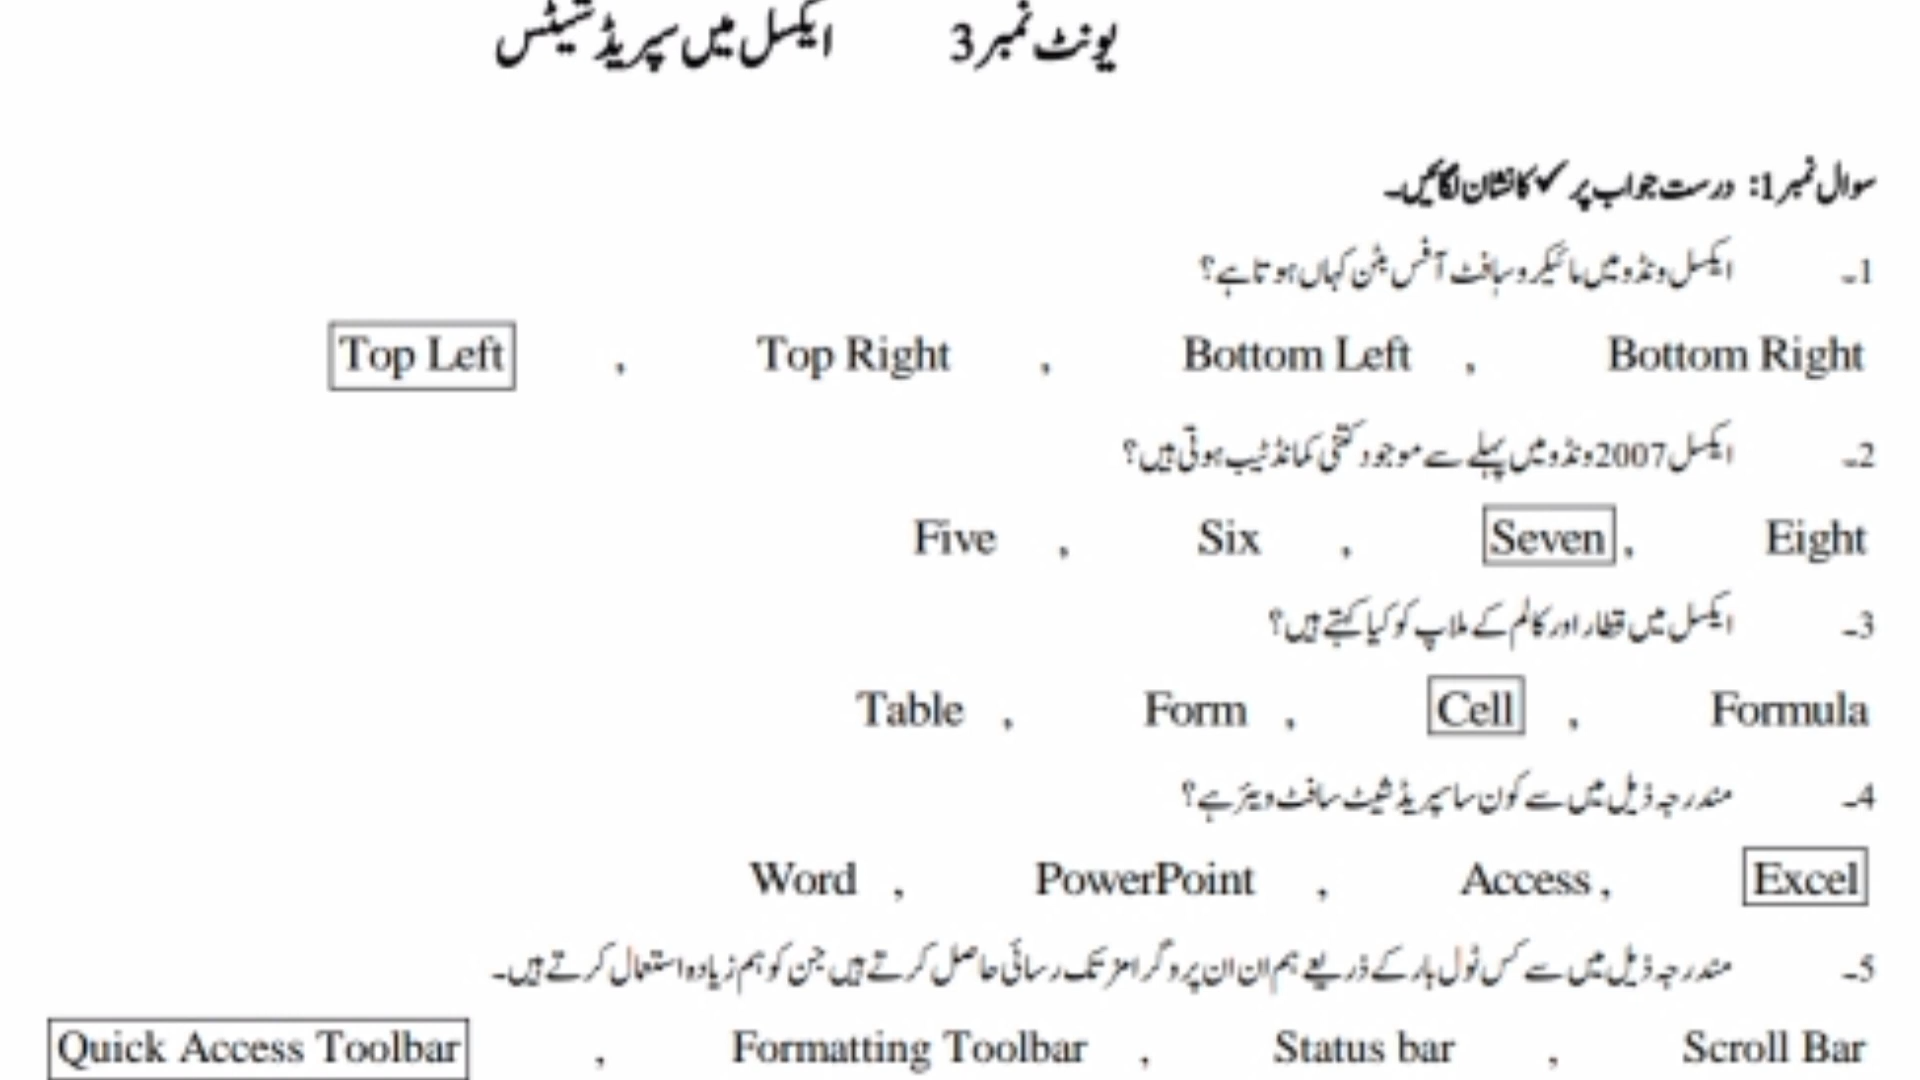 یونٹ نمبر 3 ایکسل میں سپریڈ شیٹس
سوال نمبر 1: درست جواب پر ✓ کا نشان لگائیں۔
1۔ ایکسل ونڈو میں مائیکروسافٹ آفس بٹن کہاں ہوتا ہے؟
Top Left , Top Right , Bottom Left , Bottom Right
2۔ ایکسل 2007 ونڈو میں پہلے سے موجود کتنی کمانڈ ٹیب ہوتی ہیں؟
Five , Six , Seven , Eight
3۔ ایکسل میں قطار اور کالم کے ملاپ کو کیا کہتے ہیں؟
Table , Form , Cell , Formula
4۔ مندرجہ ذیل میں سے کون سا سپریڈ شیٹ سافٹ ویئر ہے؟
Word , PowerPoint , Access , Excel
5۔ مندرجہ ذیل میں سے کس ٹول بار کے ذریعے ہم ان ان پروگرامز تک رسائی حاصل کرتے ہیں جن کو ہم زیادہ استعمال کرتے ہیں۔
Quick Access Toolbar , Formatting Toolbar , Status bar , Scroll Bar